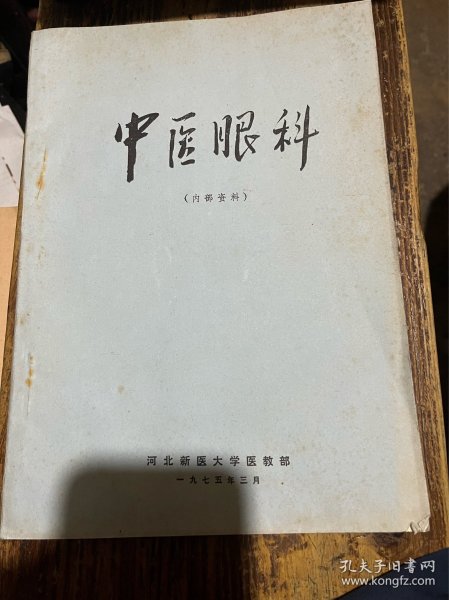 中医眼科
（内部资料）
河北新医大学医教部
一九七五年三月
孔夫子旧书网
www.kongfz.com